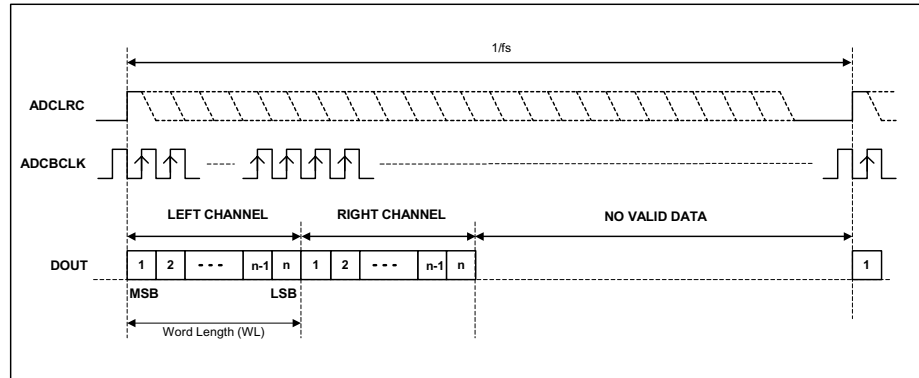 1/fs
ADCLRC
ADCBCLK
LEFT CHANNEL RIGHT CHANNEL NO VALID DATA
DOUT 1 2 --- n-1 n 1 2 --- n-1 n 1
MSB LSB
Word Length (WL)